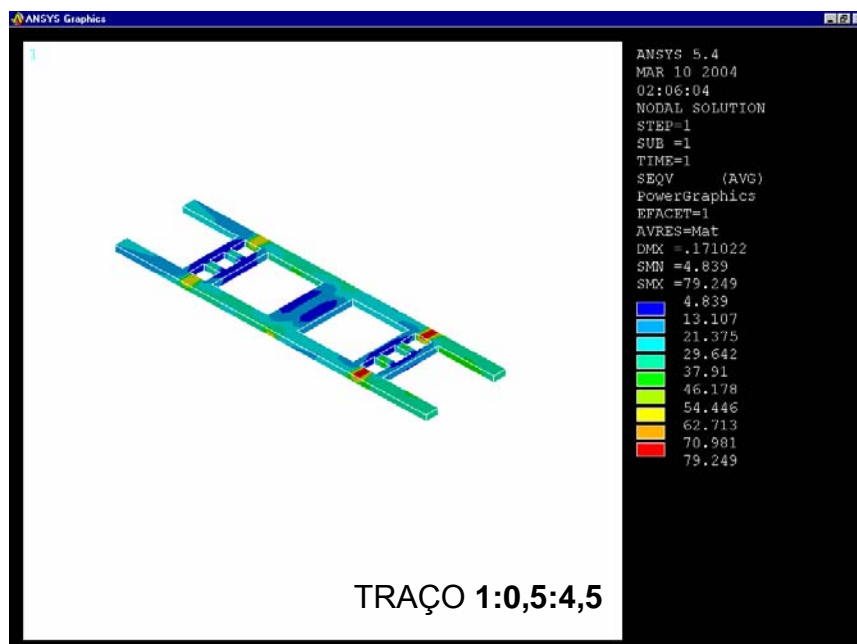 ANSYS Graphics
1
ANSYS 5.4
MAR 10 2004
02:06:04
NODAL SOLUTION
STEP=1
SUB =1
TIME=1
SEQV (AVG)
PowerGraphics
EFACET=1
AVRES=Mat
DMX =.171022
SMN =4.839
SMX =79.249
4.839
13.107
21.375
29.642
37.91
46.178
54.446
62.713
70.981
79.249
TRAÇO 1:0,5:4,5